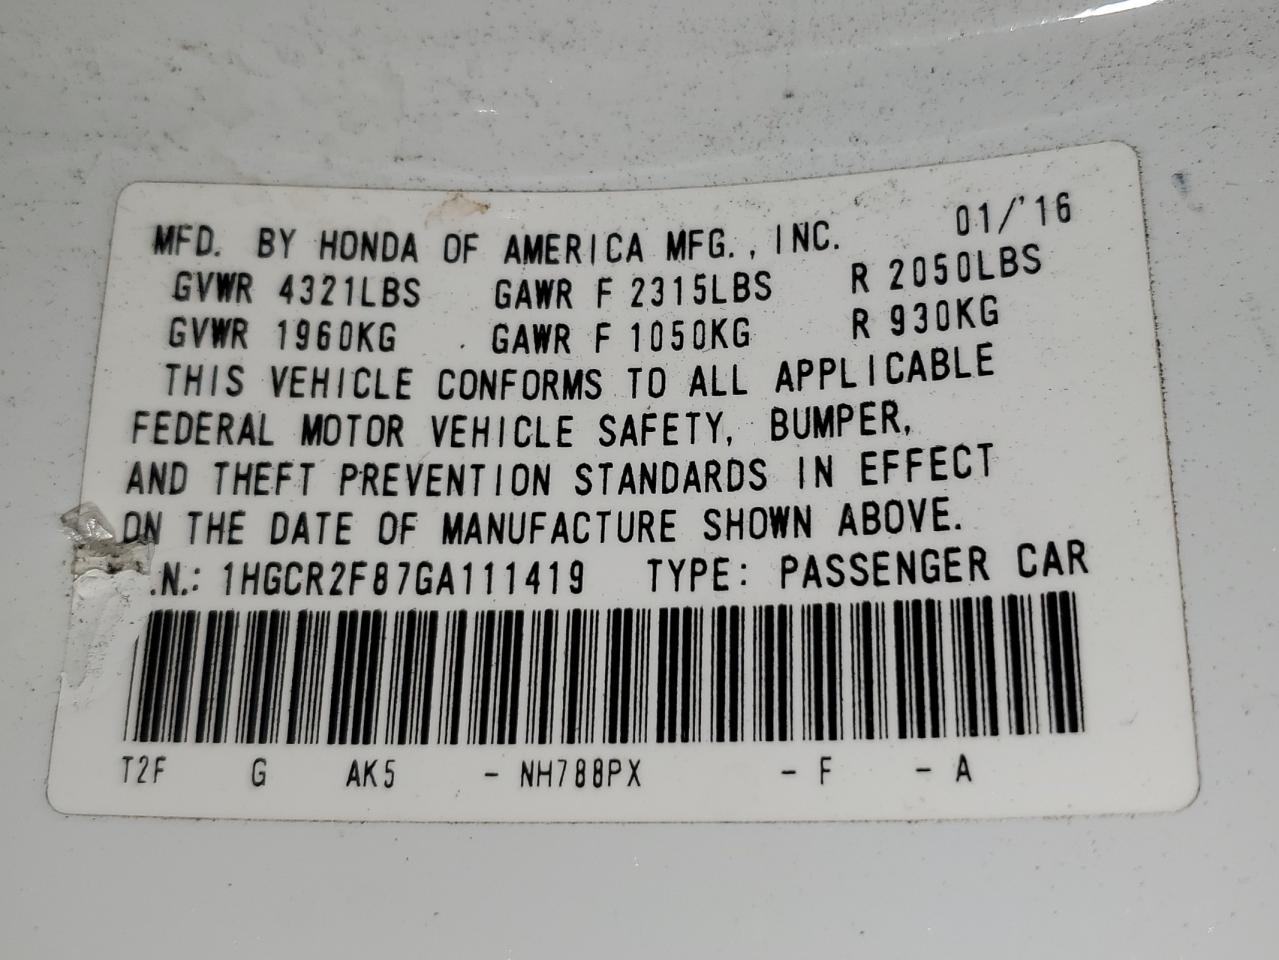 MFD. BY HONDA OF AMERICA MFG., INC. 01/'16
GVWR 4321LBS GAWR F 2315LBS R 2050LBS
GVWR 1960KG GAWR F 1050KG R 930KG
THIS VEHICLE CONFORMS TO ALL APPLICABLE
FEDERAL MOTOR VEHICLE SAFETY, BUMPER,
AND THEFT PREVENTION STANDARDS IN EFFECT
ON THE DATE OF MANUFACTURE SHOWN ABOVE.
.N.: 1HGCR2F87GA111419 TYPE: PASSENGER CAR
T2F G AK5 - NH788PX - F - A